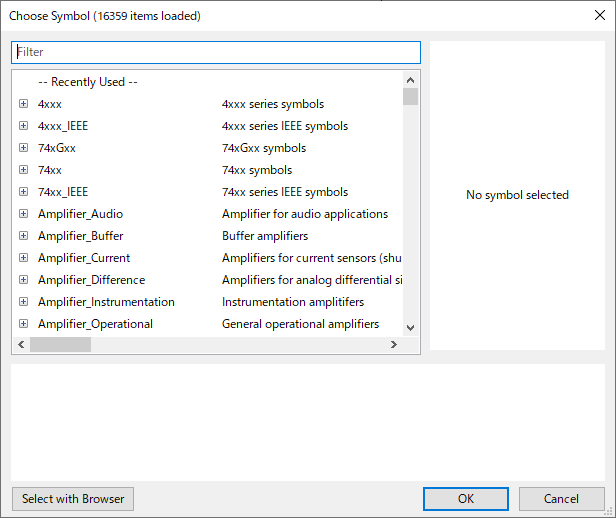 Choose Symbol (16359 items loaded)
Filter
-- Recently Used --
4xxx 4xxx series symbols
4xxx_IEEE 4xxx series IEEE symbols
74xGxx 74xGxx symbols
74xx 74xx symbols
74xx_IEEE 74xx series IEEE symbols
Amplifier_Audio Amplifier for audio applications
Amplifier_Buffer Buffer amplifiers
Amplifier_Current Amplifiers for current sensors (shu
Amplifier_Difference Amplifiers for analog differential si
Amplifier_Instrumentation Instrumentation amplitifers
Amplifier_Operational General operational amplifiers
No symbol selected
Select with Browser
OK
Cancel